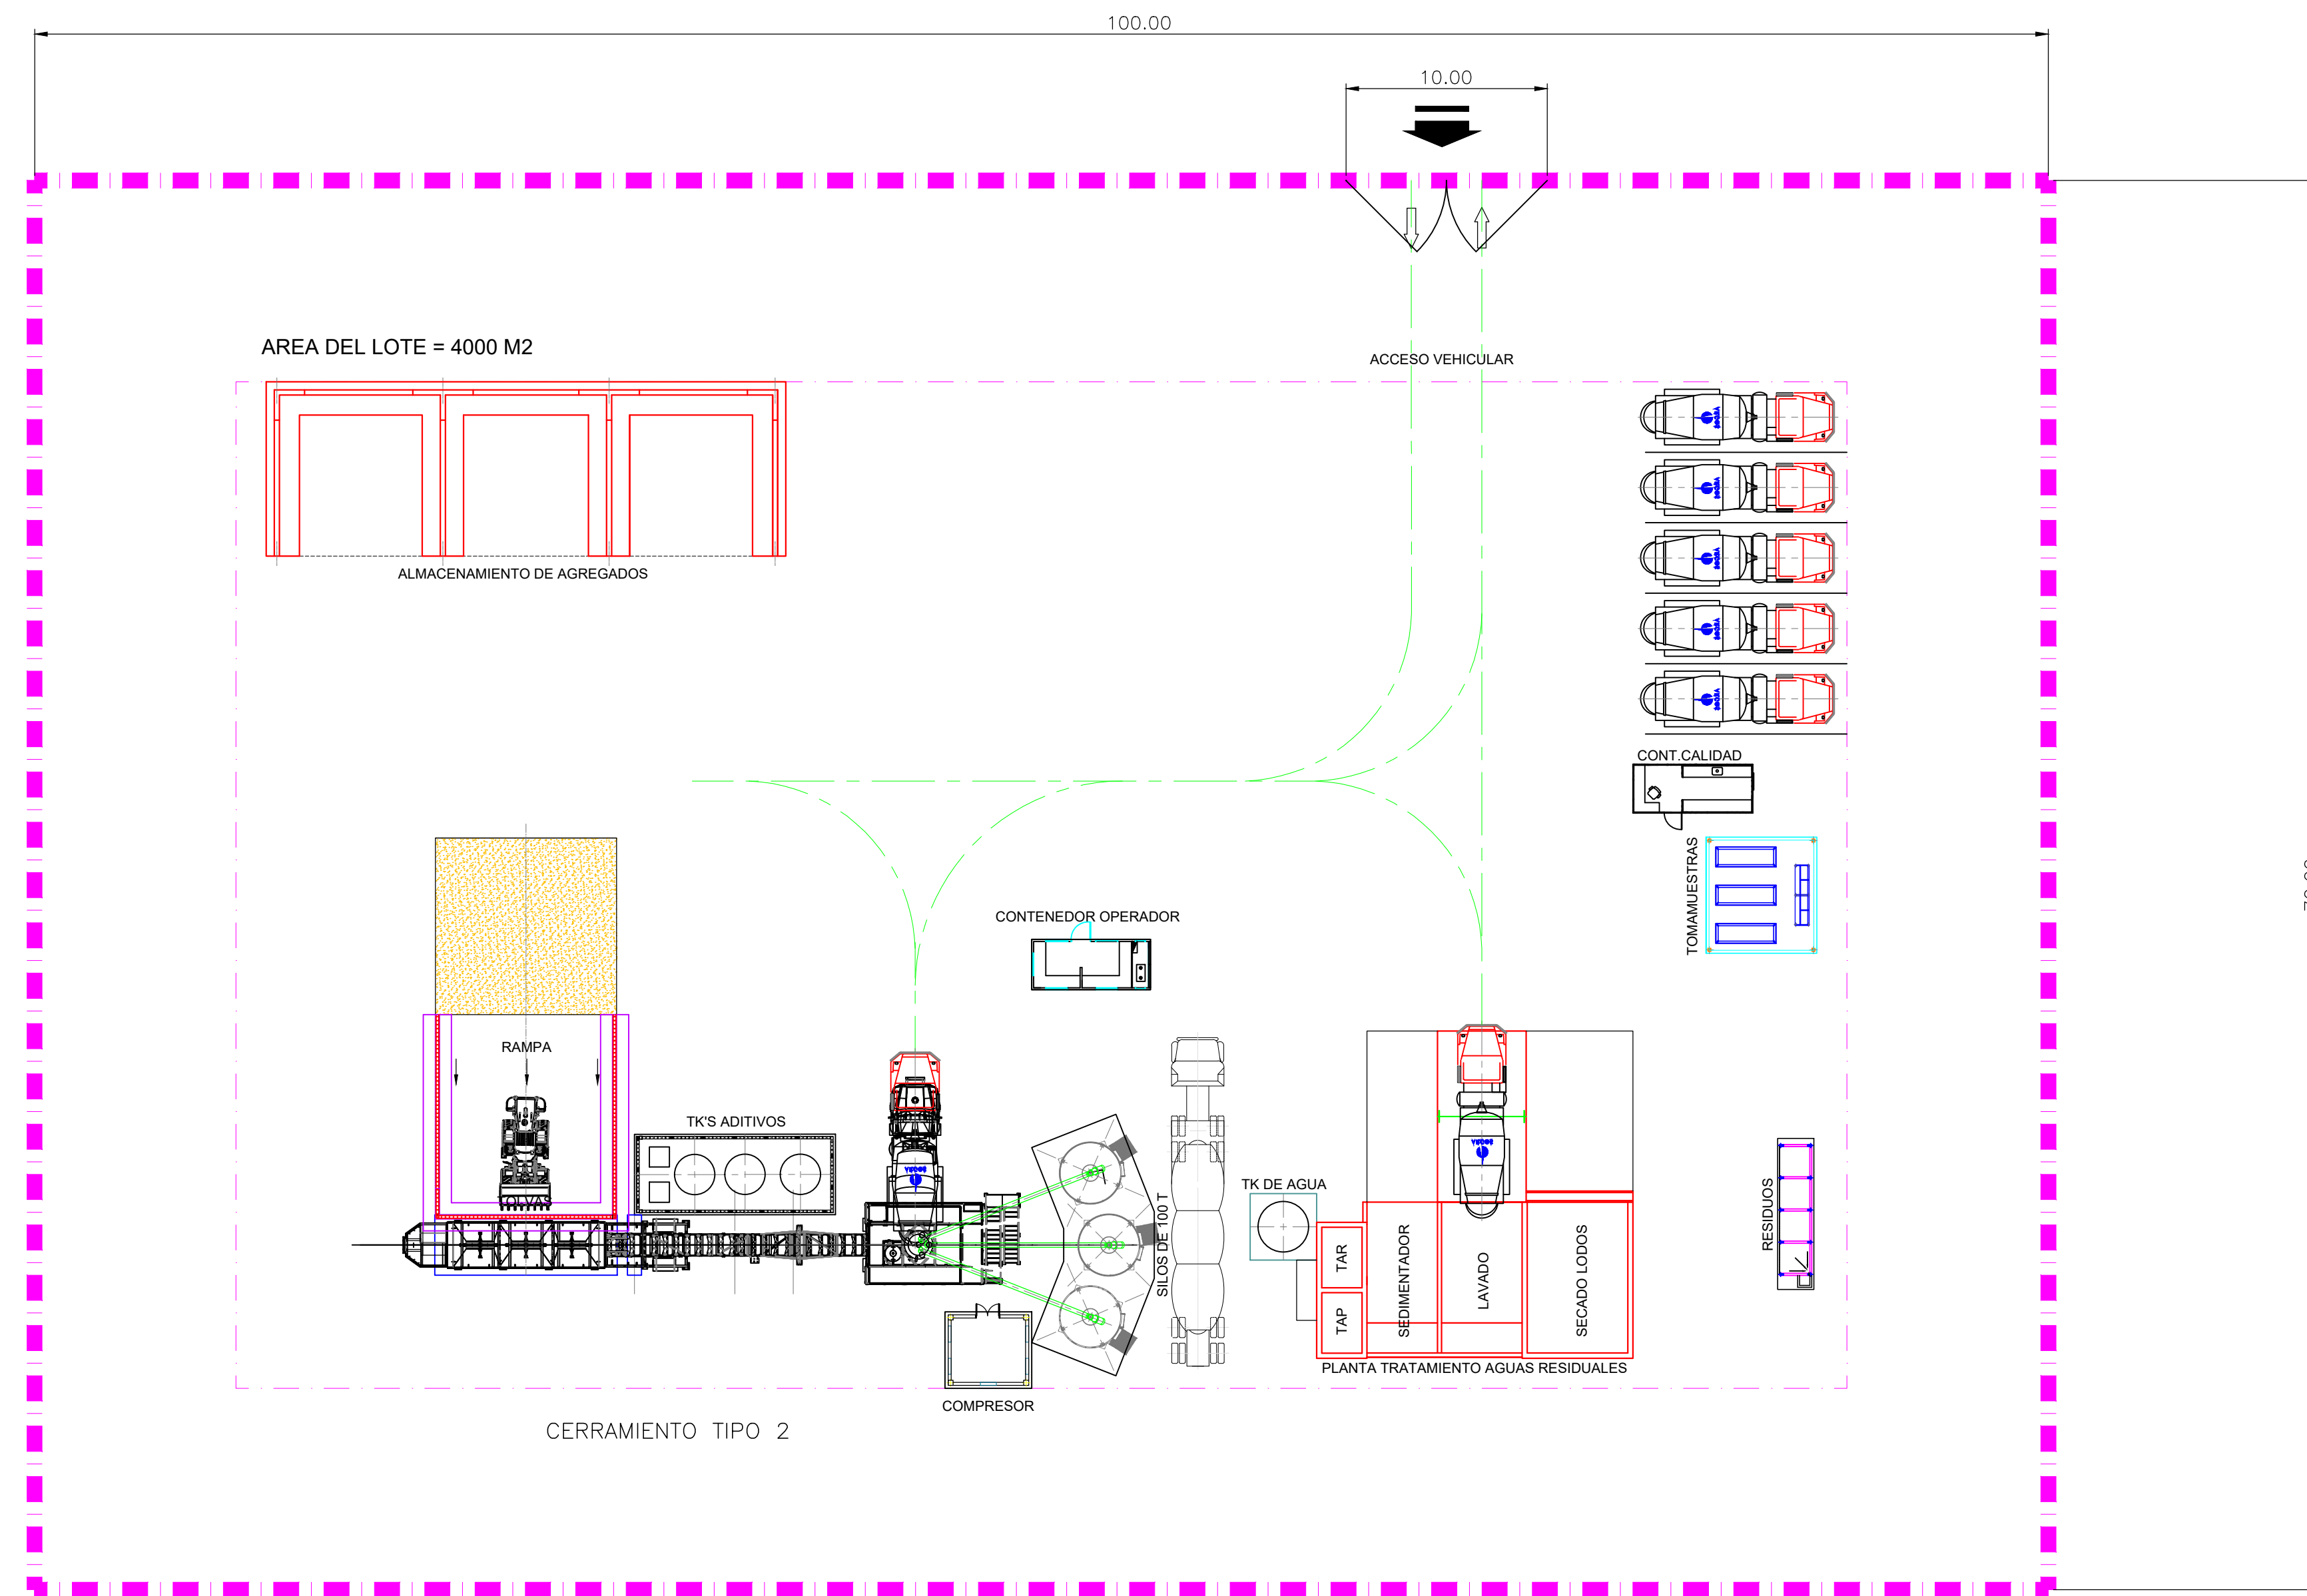 100.00
10.00
AREA DEL LOTE = 4000 M2
ACCESO VEHICULAR
ALMACENAMIENTO DE AGREGADOS
CONT.CALIDAD
TOMAMUESTRAS
CONTENEDOR OPERADOR
RAMPA
TK'S ADITIVOS
TOLVAS
TK DE AGUA
SILOS DE 100 T
TAR
TAP
SEDIMENTADOR
LAVADO
SECADO LODOS
RESIDUOS
PLANTA TRATAMIENTO AGUAS RESIDUALES
COMPRESOR
CERRAMIENTO TIPO 2